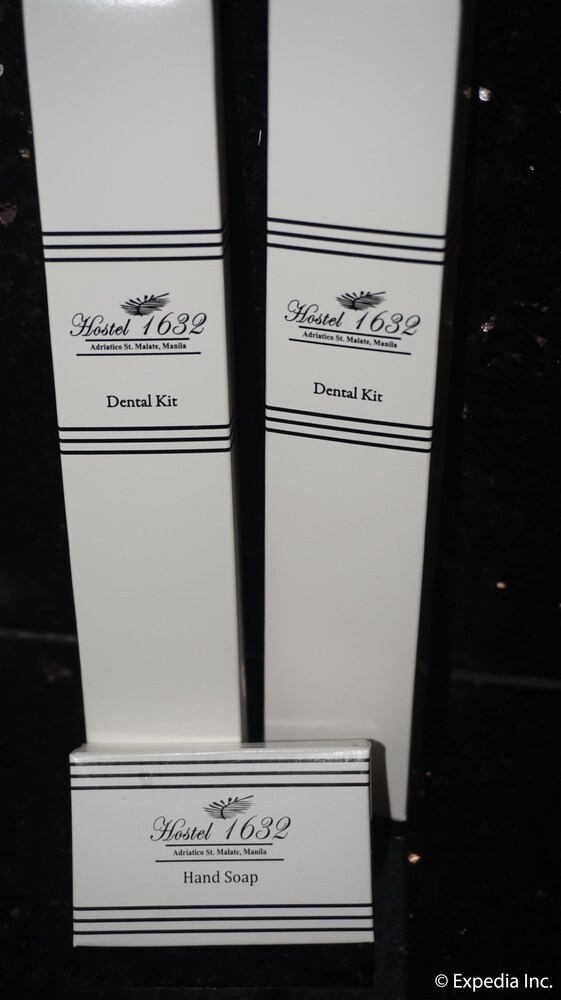 Hostel 1632
Adriatico St. Malate, Manila
Dental Kit
Hostel 1632
Adriatico St. Malate, Manila
Dental Kit
Hostel 1632
Adriatico St. Malate, Manila
Hand Soap
© Expedia Inc.